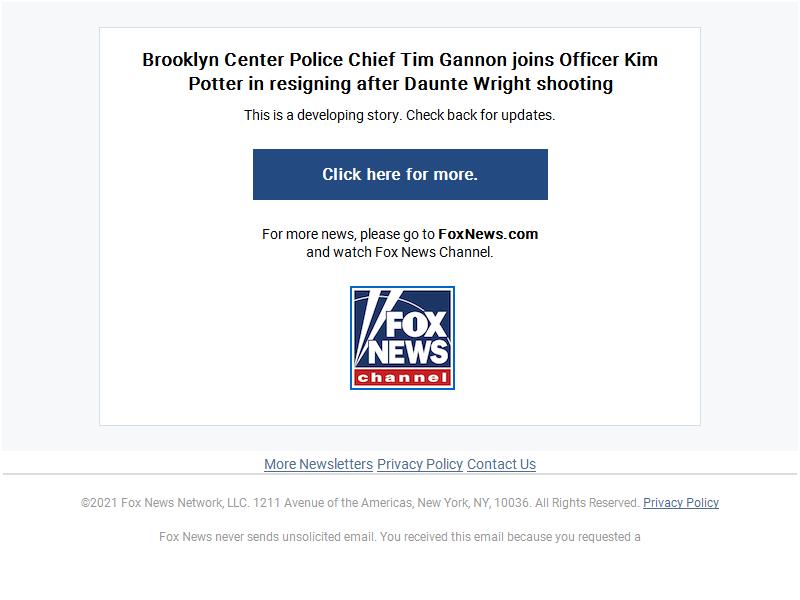 Brooklyn Center Police Chief Tim Gannon joins Officer Kim
Potter in resigning after Daunte Wright shooting
This is a developing story. Check back for updates.
Click here for more.
For more news, please go to FoxNews.com
and watch Fox News Channel.
FOX
NEWS
channel
More Newsletters Privacy Policy Contact Us
©2021 Fox News Network, LLC. 1211 Avenue of the Americas, New York, NY, 10036. All Rights Reserved. Privacy Policy
Fox News never sends unsolicited email. You received this email because you requested a